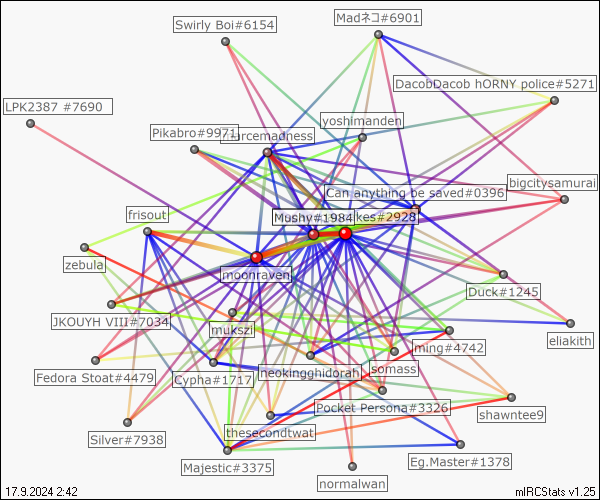 Swirly Boi#6154
Madネコ#6901
DacobDacob hORNY police#5271
LPK2387 #7690
yoshimanden
Pikabro#9971
marcemadness
Can anything be saved#0396
bigcitysamurai
frisout
Mushy#1984
kes#2928
zebula
moonraven
Duck#1245
JKOUYH VIII#7034
mukszi
eliakith
ming#4742
neokingghidorah
somass
Fedora Stoat#4479
Cypha#1717
Pocket Persona#3326
shawntee9
thesecondtwat
Silver#7938
Majestic#3375
Eg.Master#1378
normalwan
17.9.2024 2:42
mIRCStats v1.25